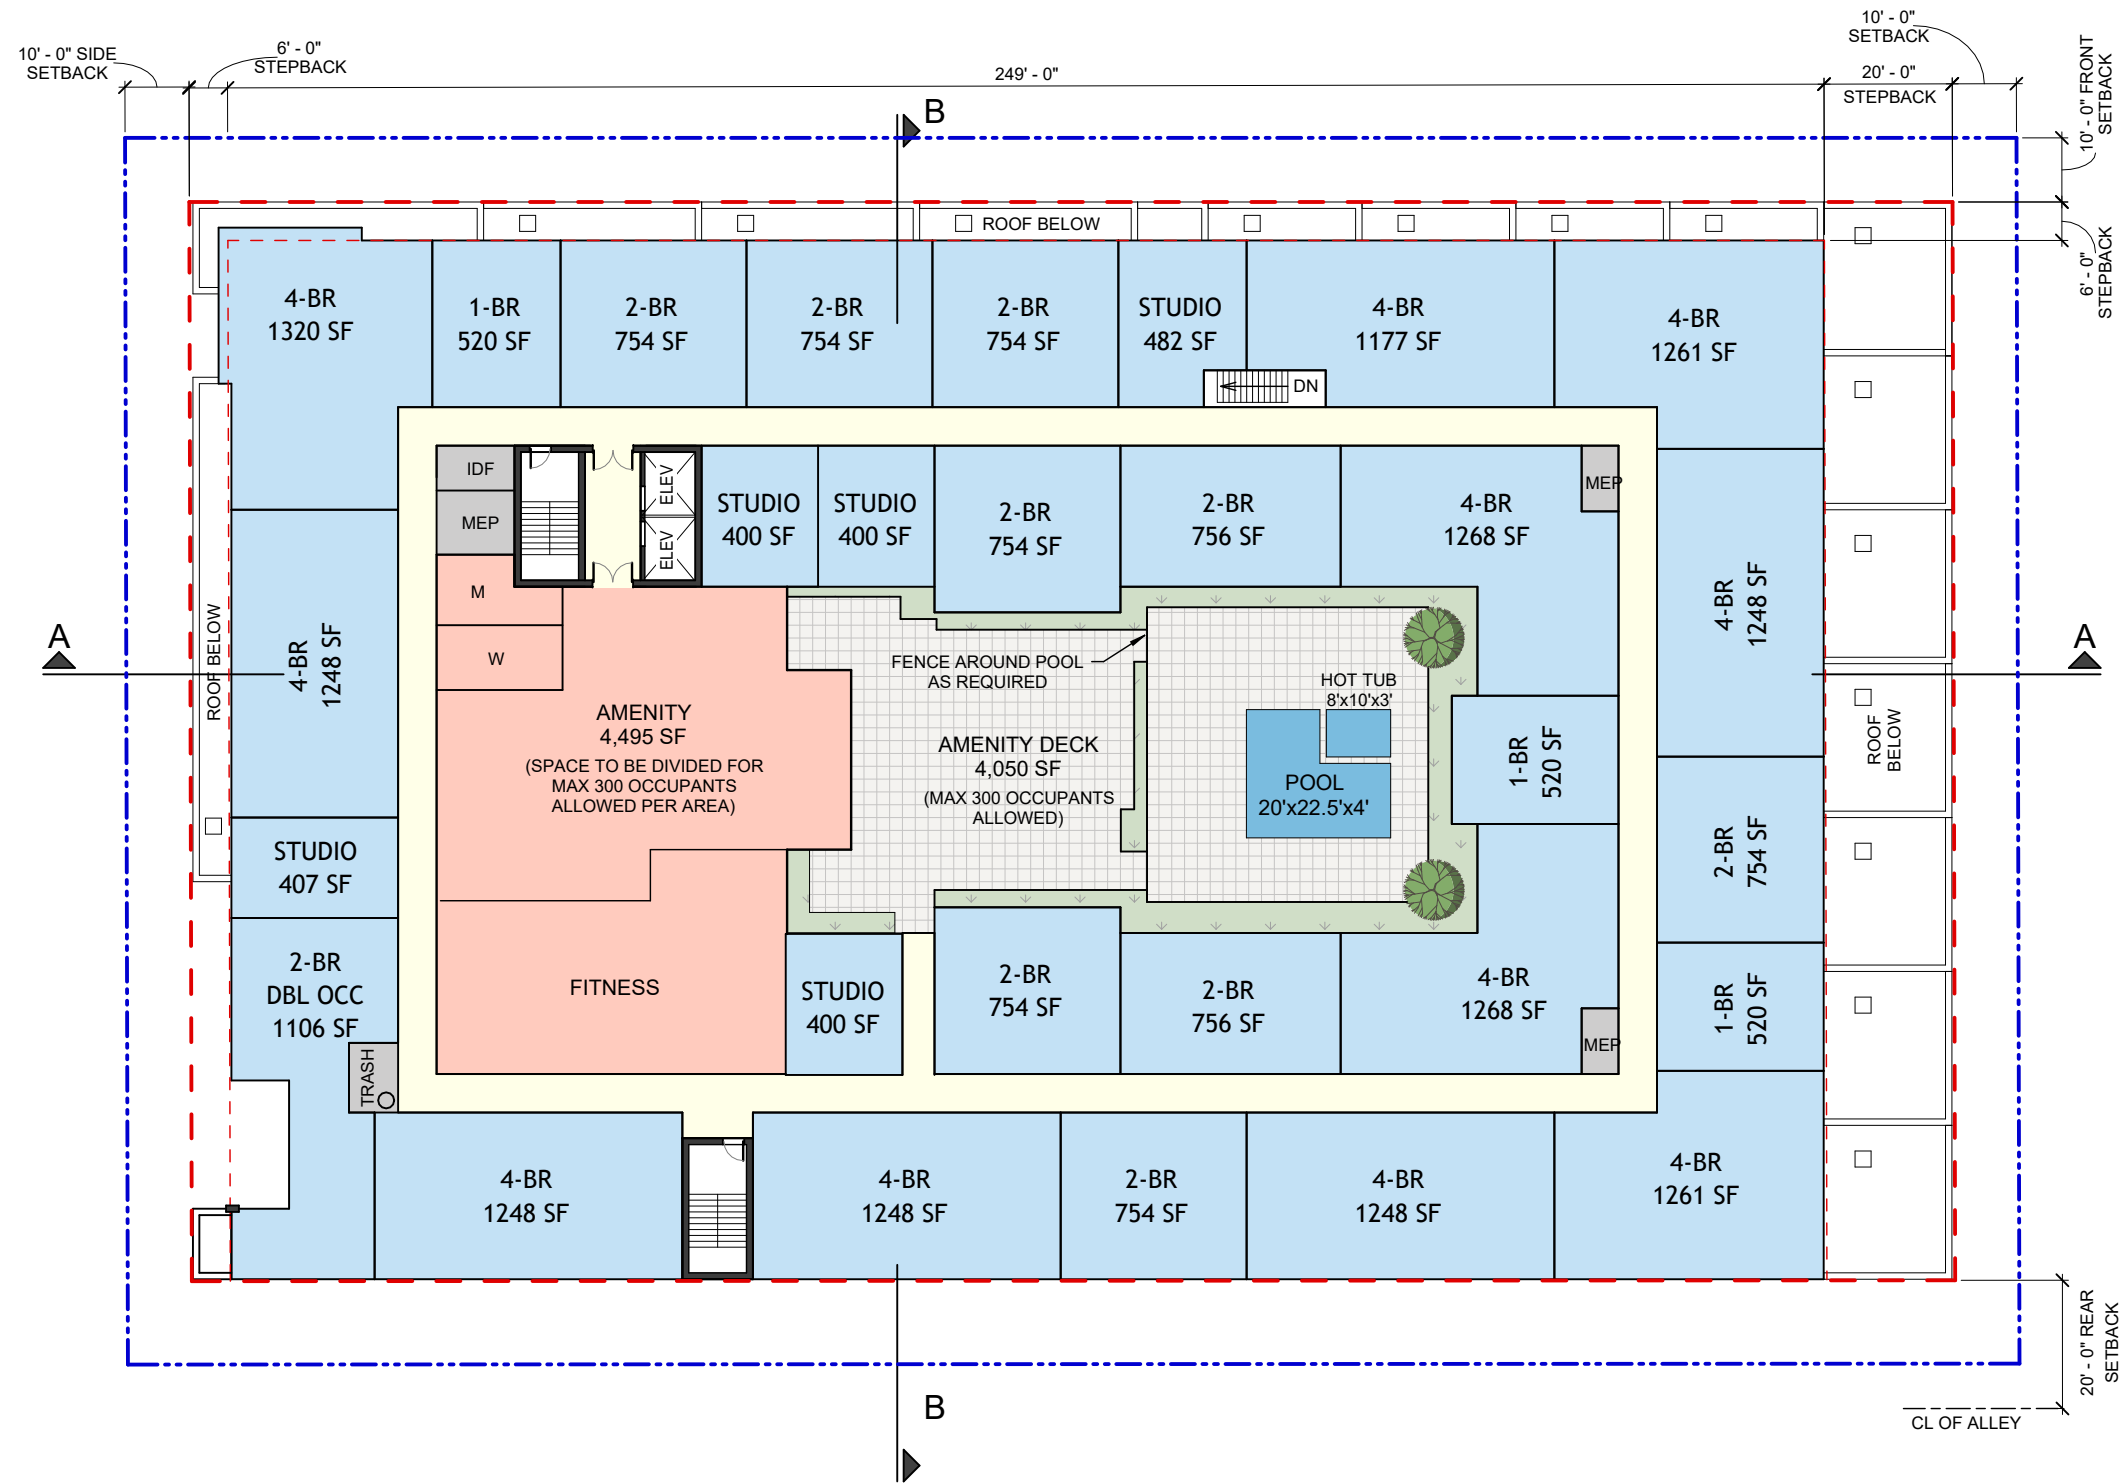 10' - 0" SIDE
SETBACK
6' - 0"
STEPBACK
249' - 0"
10' - 0"
SETBACK
20' - 0"
STEPBACK
10' - 0" FRONT
SETBACK
6' - 0"
STEPBACK
B
ROOF BELOW
4-BR
1320 SF
1-BR
520 SF
2-BR
754 SF
2-BR
754 SF
2-BR
754 SF
STUDIO
482 SF
4-BR
1177 SF
4-BR
1261 SF
DN
IDF
MEP
ELEV
ELEV
STUDIO
400 SF
STUDIO
400 SF
2-BR
754 SF
2-BR
756 SF
4-BR
1268 SF
MEP
M
W
A
ROOF BELOW
4-BR
1248 SF
AMENITY
4,495 SF
(SPACE TO BE DIVIDED FOR
MAX 300 OCCUPANTS
ALLOWED PER AREA)
FENCE AROUND POOL
AS REQUIRED
AMENITY DECK
4,050 SF
(MAX 300 OCCUPANTS
ALLOWED)
HOT TUB
8'x10'x3'
POOL
20'x22.5'x4'
1-BR
520 SF
4-BR
1248 SF
A
ROOF
BELOW
STUDIO
407 SF
2-BR
754 SF
2-BR
DBL OCC
1106 SF
TRASH
FITNESS
STUDIO
400 SF
2-BR
754 SF
2-BR
756 SF
4-BR
1268 SF
MEP
1-BR
520 SF
4-BR
1248 SF
4-BR
1248 SF
2-BR
754 SF
4-BR
1248 SF
4-BR
1261 SF
20' - 0" REAR
SETBACK
B
CL OF ALLEY